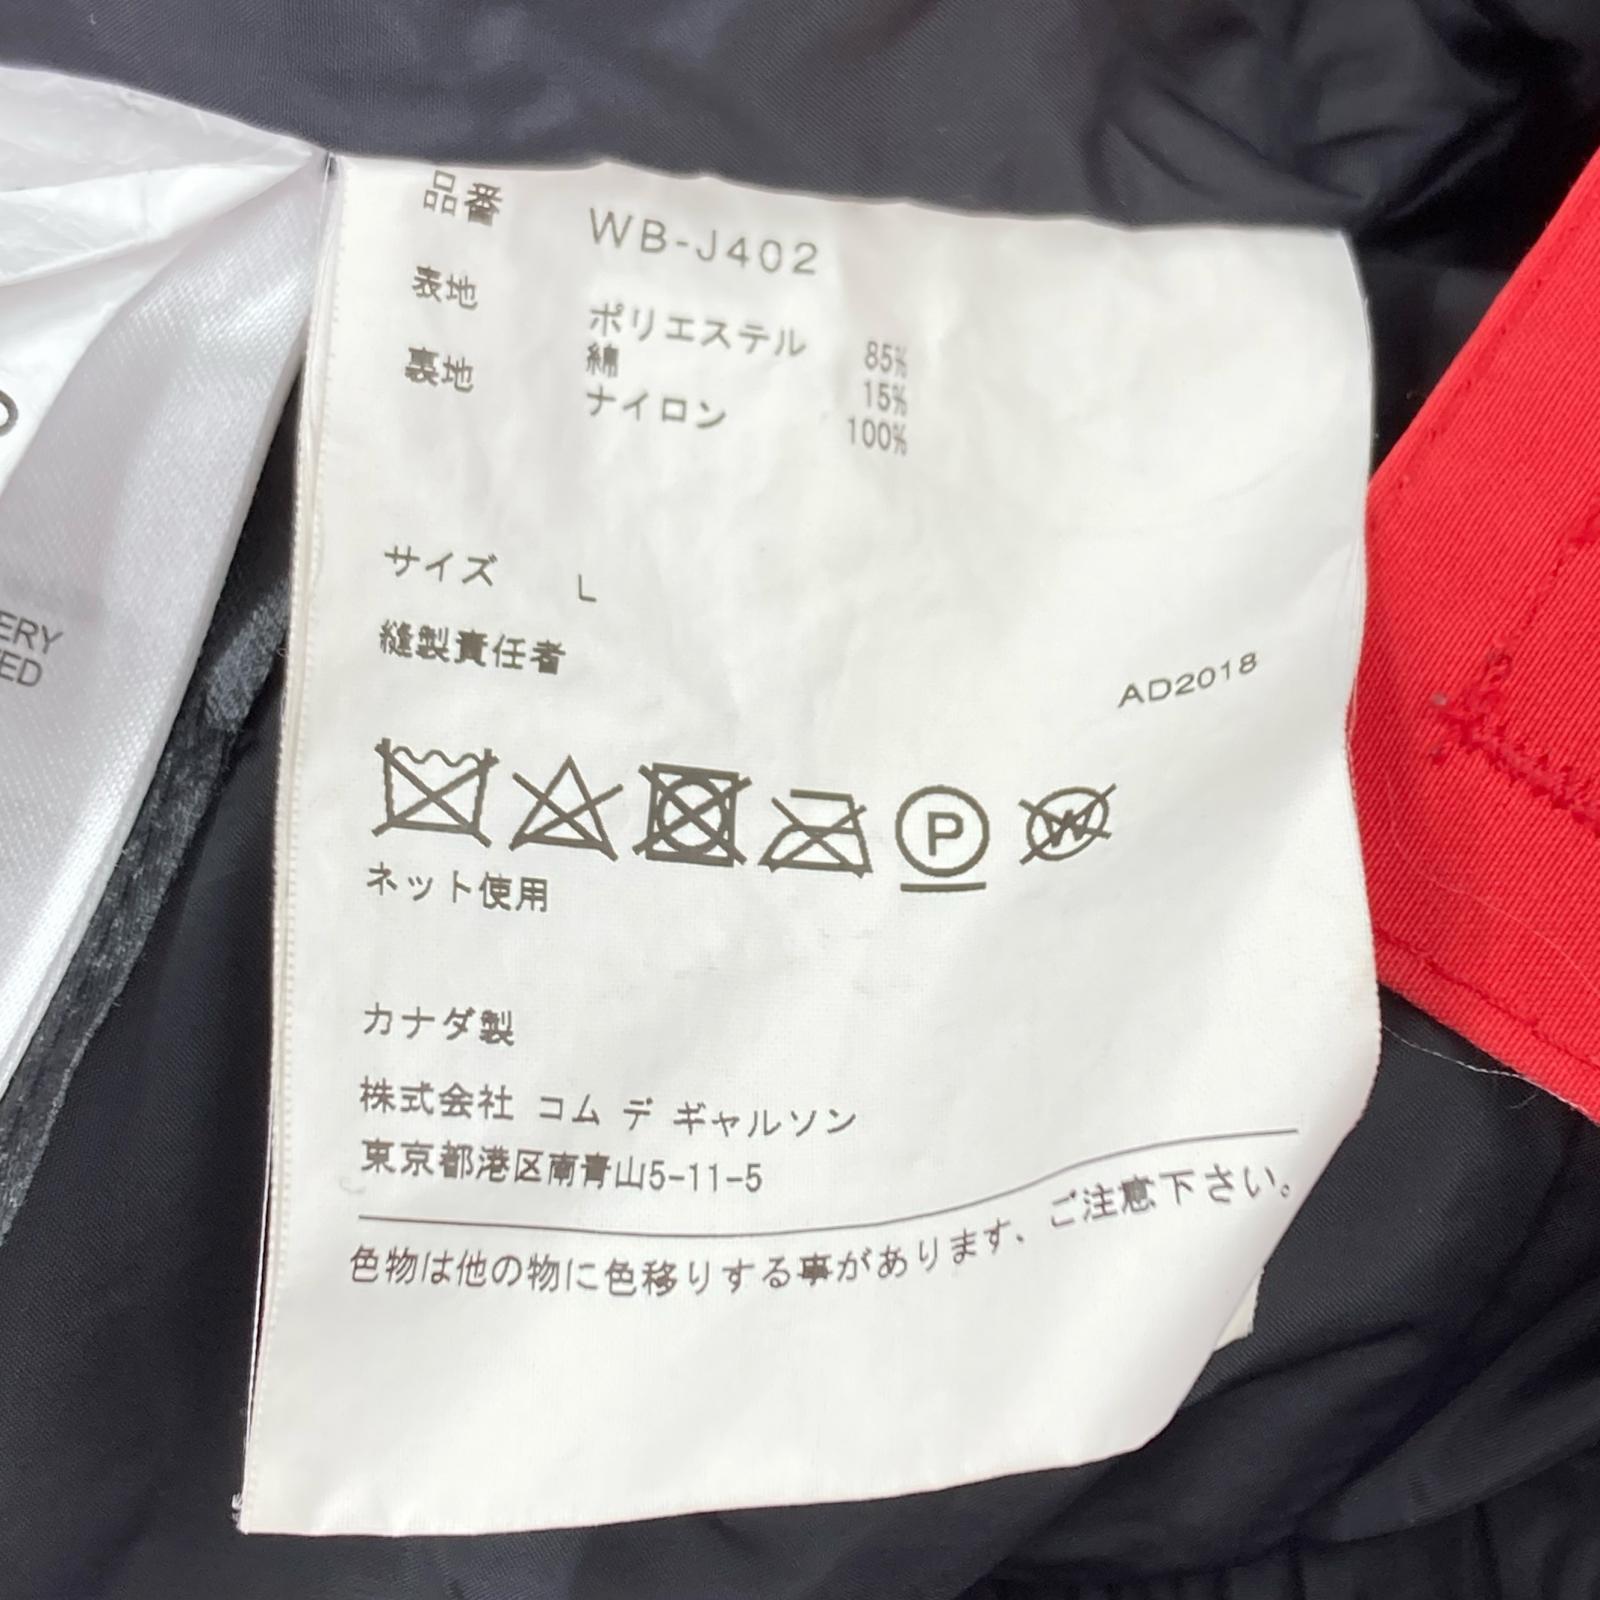 品番 WB-J402
表地 ポリエステル 85%
綿 15%
裏地 ナイロン 100%
サイズ L
縫製責任者
AD2018
P
W
ネット使用
カナダ製
株式会社 コム デ ギャルソン
東京都港区南青山5-11-5
色物は他の物に色移りする事があります、ご注意下さい。
ERY
ED